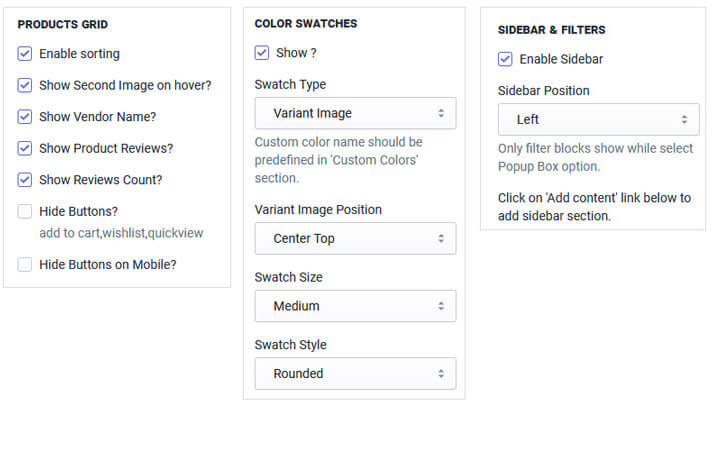 PRODUCTS GRID
Enable sorting
Show Second Image on hover?
Show Vendor Name?
Show Product Reviews?
Show Reviews Count?
Hide Buttons?
add to cart,wishlist,quickview
Hide Buttons on Mobile?
COLOR SWATCHES
Show ?
Swatch Type
Variant Image
Custom color name should be
predefined in 'Custom Colors'
section.
Variant Image Position
Center Top
Swatch Size
Medium
Swatch Style
Rounded
SIDEBAR & FILTERS
Enable Sidebar
Sidebar Position
Left
Only filter blocks show while select
Popup Box option.
Click on 'Add content' link below to
add sidebar section.